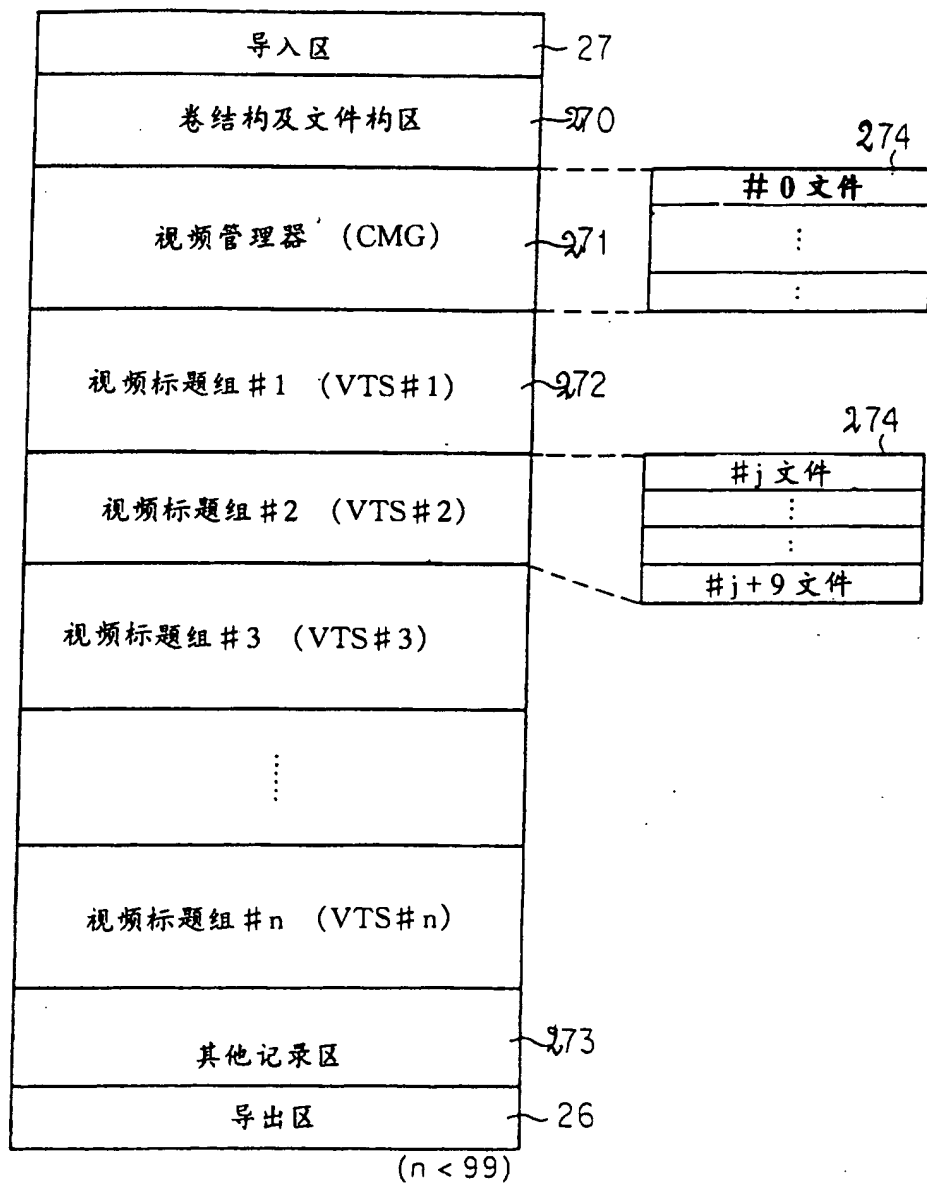 导入区 27
卷结构及文件构区 270
274
#0文件
⋮
⋮
视频管理器 (CMG) 271
视频标题组#1 (VTS#1) 272
274
#j文件
⋮
⋮
#j+9文件
视频标题组#2 (VTS#2)
视频标题组#3 (VTS#3)
⋮
视频标题组#n (VTS#n)
其他记录区 273
导出区 26
(n<99)